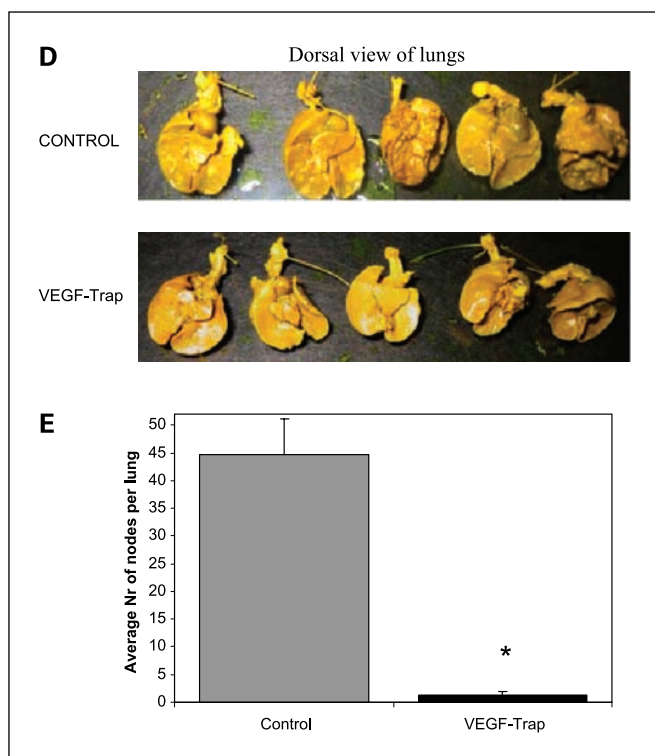 D
Dorsal view of lungs
CONTROL
VEGF-Trap
E
Average Nr of nodes per lung
50
45
40
35
30
25
20
15
10
5
0
*
Control
VEGF-Trap